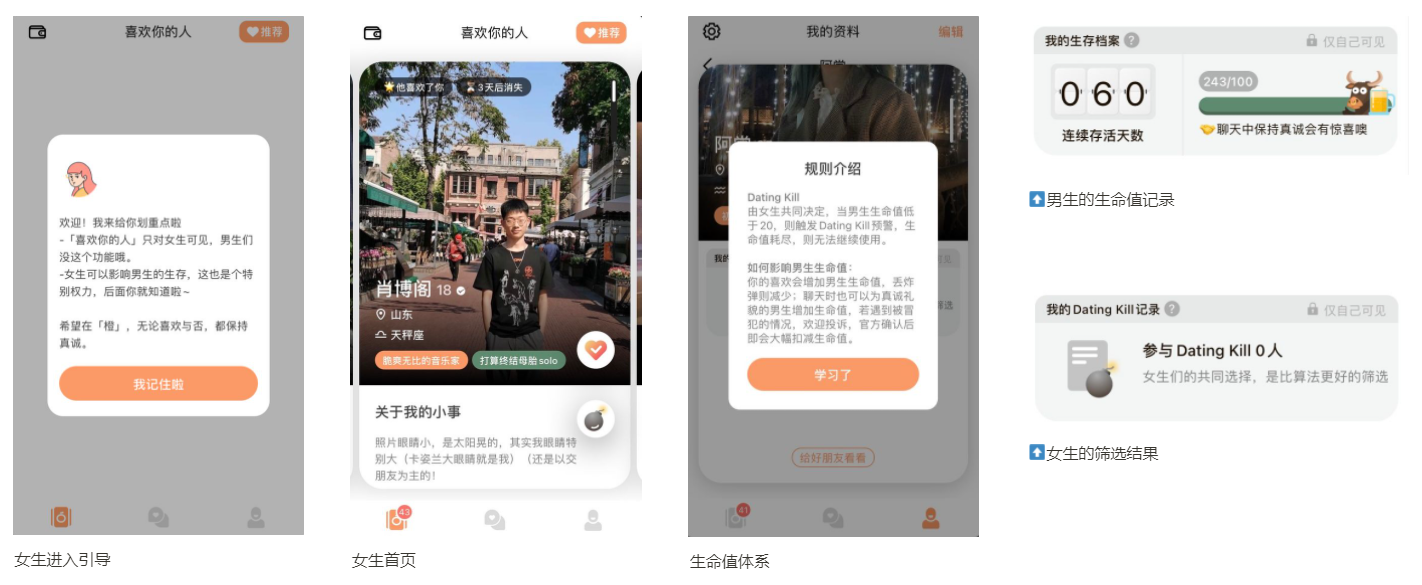 喜欢你的人
推荐
欢迎！我来给你划重点啦
-「喜欢你的人」只对女生可见，男生们
没这个功能哦。
-女生可以影响男生的生存，这也是个特
别权力，后面你就知道啦~
希望在「橙」，无论喜欢与否，都保持
真诚。
我记住啦
女生进入引导
喜欢你的人
推荐
他喜欢了你
3天后消失
肖博阁 18
山东
天秤座
脆爽无比的音乐家
打算终结母胎solo
关于我的小事
照片眼睛小，是太阳晃的，其实我眼睛特
别大（卡姿兰大眼睛就是我）（还是以交
朋友为主的！
43
女生首页
我的资料
编辑
规则介绍
Dating Kill
由女生共同决定，当男生生命值低
于20，则触发 Dating Kill 预警，生
命值耗尽，则无法继续使用。
如何影响男生生命值：
你的喜欢会增加男生生命值，丢炸
弹则减少；聊天时也可以为真诚礼
貌的男生增加生命值，若遇到被冒
犯的情况，欢迎投诉，官方确认后
即会大幅扣减生命值。
学习了
给好朋友看看
41
生命值体系
我的生存档案 ?
仅自己可见
060
连续存活天数
243/100
聊天中保持真诚会有惊喜噢
男生的生命值记录
我的Dating Kill记录 ?
仅自己可见
参与 Dating Kill 0人
女生们的共同选择，是比算法更好的筛选
女生的筛选结果